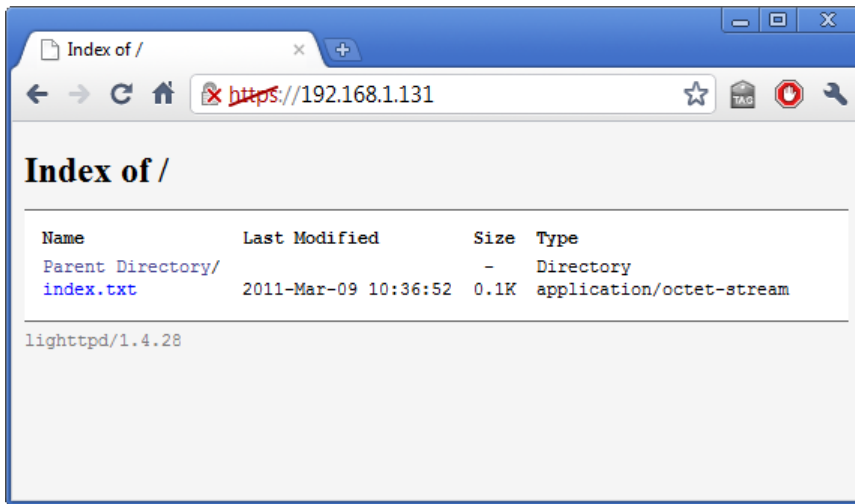 Index of /
https://192.168.1.131
TAG
Index of /
Name Last Modified Size Type
Parent Directory/ - Directory
index.txt 2011-Mar-09 10:36:52 0.1K application/octet-stream
lighttpd/1.4.28